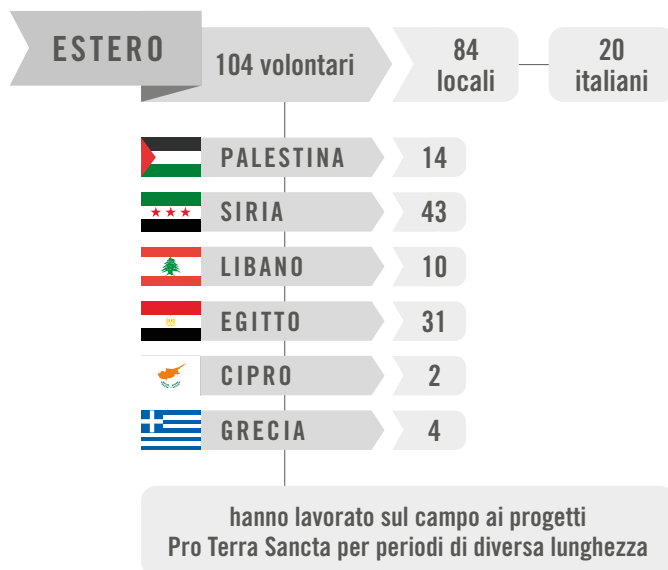 ESTERO
104 volontari
84
locali
20
italiani
PALESTINA 14
SIRIA 43
LIBANO 10
EGITTO 31
CIPRO 2
GRECIA 4
hanno lavorato sul campo ai progetti
Pro Terra Sancta per periodi di diversa lunghezza